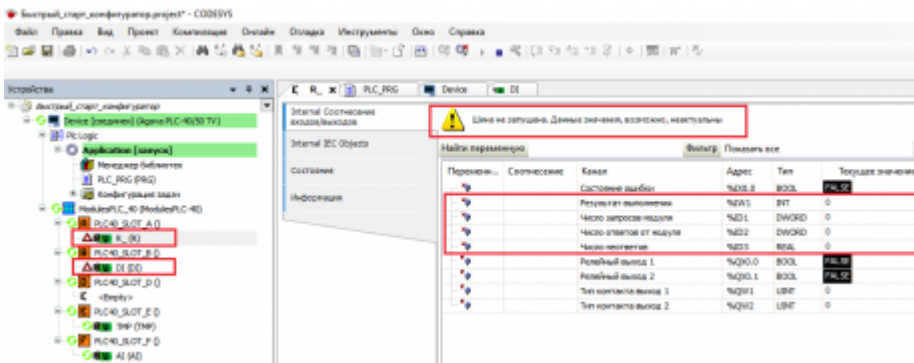 Быстрый_старт_конфигуратор.project* - CODESYS
Файл Правка Вид Проект Компиляция Онлайн Отладка Инструменты Окно Справка
Устройства
Быстрый_старт_конфигуратор
Device [соединен] (Agava PLC-40/50 TV)
Plc Logic
Application [запуск]
Менеджер библиотек
PLC_PRG (PRG)
Конфигурация задач
ModulesPLC_40 (ModulesPLC-40)
PLC40_SLOT_A ()
R_ (R)
PLC40_SLOT_B ()
DI (DI)
PLC40_SLOT_D ()
<Empty>
PLC40_SLOT_E ()
TMP (TMP)
PLC40_SLOT_F ()
AI (AI)
R_ PLC_PRG Device DI
Internal Соотнесение входов/выходов
Internal IEC Objects
Состояние
Информация
Шина не запущена. Данные значения, возможно, неактуальны
Найти переменную Фильтр Показать все
Переменн... Соотнесение Канал Адрес Тип Текущее значение
Состояние ошибки %IX0.0 BOOL FALSE
Результат выполнения %IW1 INT 0
Число запросов модуля %ID1 DWORD 0
Число ответов от модуля %ID2 DWORD 0
Число неответов %ID3 REAL 0
Релейный выход 1 %QX0.0 BOOL FALSE
Релейный выход 2 %QX0.1 BOOL FALSE
Тип контакта выход 1 %QW1 UINT 0
Тип контакта выход 2 %QW2 UINT 0